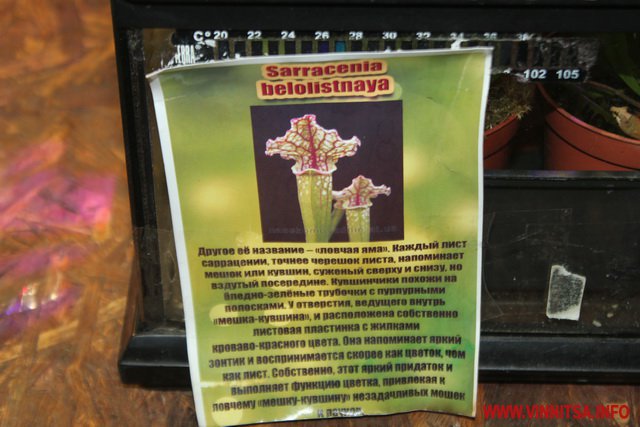 C° 20 22 24 26 28 30 32 34 36
102 105
Sarracenia
belolistnaya
Другое её название – «ловчая яма». Каждый лист
саррацении, точнее черешок листа, напоминает
мешок или кувшин, суженый сверху и снизу, но
вздутый посередине. Кувшинчики похожи на
бледно-зелёные трубочки с пурпурными
полосками. У отверстия, ведущего внутрь
«мешка-кувшина», и расположена собственно
листовая пластинка с жилками
кроваво-красного цвета. Она напоминает яркий
зонтик и воспринимается скорее как цветок, чем
как лист. Собственно, этот яркий придаток и
выполняет функцию цветка, привлекая к
ловчему «мешку-кувшину» незадачливых мошек
и пауков.
WWW.VINNITSA.INFO